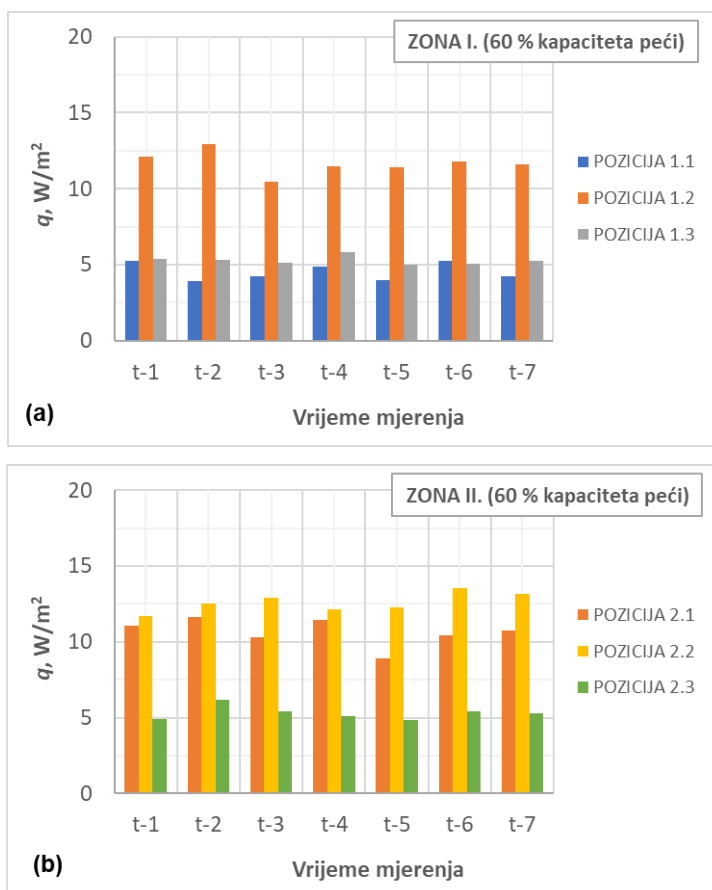 ZONA I. (60 % kapaciteta peći)
20
15
10
5
0
q, W/m²
POZICIJA 1.1
POZICIJA 1.2
POZICIJA 1.3
t-1 t-2 t-3 t-4 t-5 t-6 t-7
(a)
Vrijeme mjerenja
ZONA II. (60 % kapaciteta peći)
20
15
10
5
0
q, W/m²
POZICIJA 2.1
POZICIJA 2.2
POZICIJA 2.3
t-1 t-2 t-3 t-4 t-5 t-6 t-7
(b)
Vrijeme mjerenja